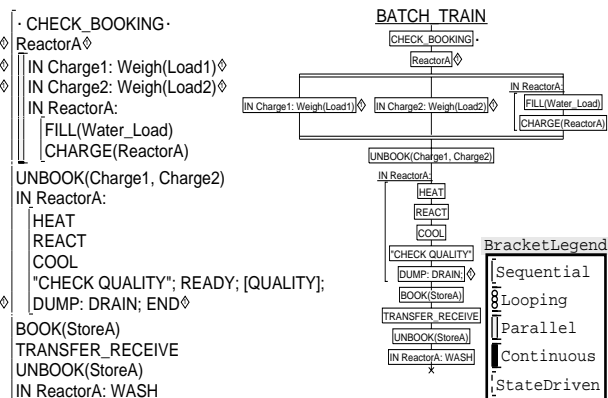 · CHECK_BOOKING·
ReactorA
IN Charge1: Weigh(Load1)
IN Charge2: Weigh(Load2)
IN ReactorA:
FILL(Water_Load)
CHARGE(ReactorA)
UNBOOK(Charge1, Charge2)
IN ReactorA:
HEAT
REACT
COOL
"CHECK QUALITY"; READY; [QUALITY];
DUMP: DRAIN; END
BOOK(StoreA)
TRANSFER_RECEIVE
UNBOOK(StoreA)
IN ReactorA: WASH
BATCH_TRAIN
CHECK_BOOKING ·
ReactorA
IN Charge1: Weigh(Load1)
IN Charge2: Weigh(Load2)
IN ReactorA:
FILL(Water_Load)
CHARGE(ReactorA)
UNBOOK(Charge1, Charge2)
IN ReactorA:
HEAT
REACT
COOL
"CHECK QUALITY"
DUMP: DRAIN;
BOOK(StoreA)
TRANSFER_RECEIVE
UNBOOK(StoreA)
IN ReactorA: WASH
BracketLegend
Sequential
Looping
Parallel
Continuous
StateDriven